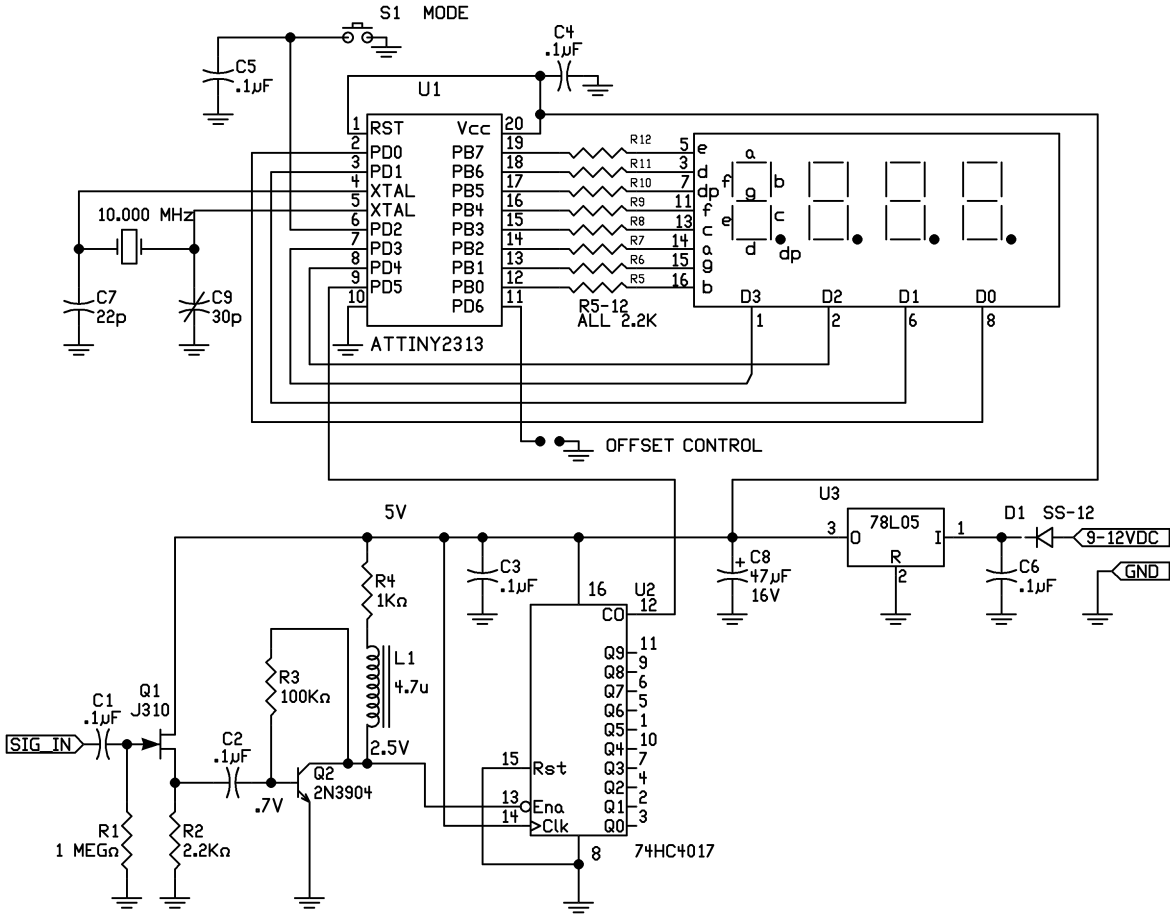 S1 MODE
C4
.1µF
C5
.1µF
U1
1 RST Vcc 20
2 PD0 PB7 19 R12 5 e
3 PD1 PB6 18 R11 3 d
4 XTAL PB5 17 R10 7 dp
5 XTAL PB4 16 R9 11 f
6 PD2 PB3 15 R8 13 c
7 PD3 PB2 14 R7 14 a
8 PD4 PB1 13 R6 15 g
9 PD5 PB0 12 R5 16 b
10 PD6 11
ATTINY2313
10.000 MHz
C7
22p
C9
30p
R5-12
ALL 2.2K
a
f b
g
e c
d dp
D3 D2 D1 D0
1 2 6 8
OFFSET CONTROL
5V
U3
78L05
3 O I 1
R
2
D1 SS-12
9-12VDC
GND
C6
.1µF
C8
+
47µF
16V
C3
.1µF
R4
1KΩ
L1
4.7u
2.5V
R3
100KΩ
Q1
J310
C1
.1µF
SIG_IN
C2
.1µF
.7V
Q2
2N3904
R1
1 MEGΩ
R2
2.2KΩ
16 U2
CO 12
Q9 11
Q8 9
Q7 6
Q6 5
Q5 1
Q4 10
Q3 7
Q2 4
Q1 2
Q0 3
15 Rst
13 Ena
14 Clk
8 74HC4017